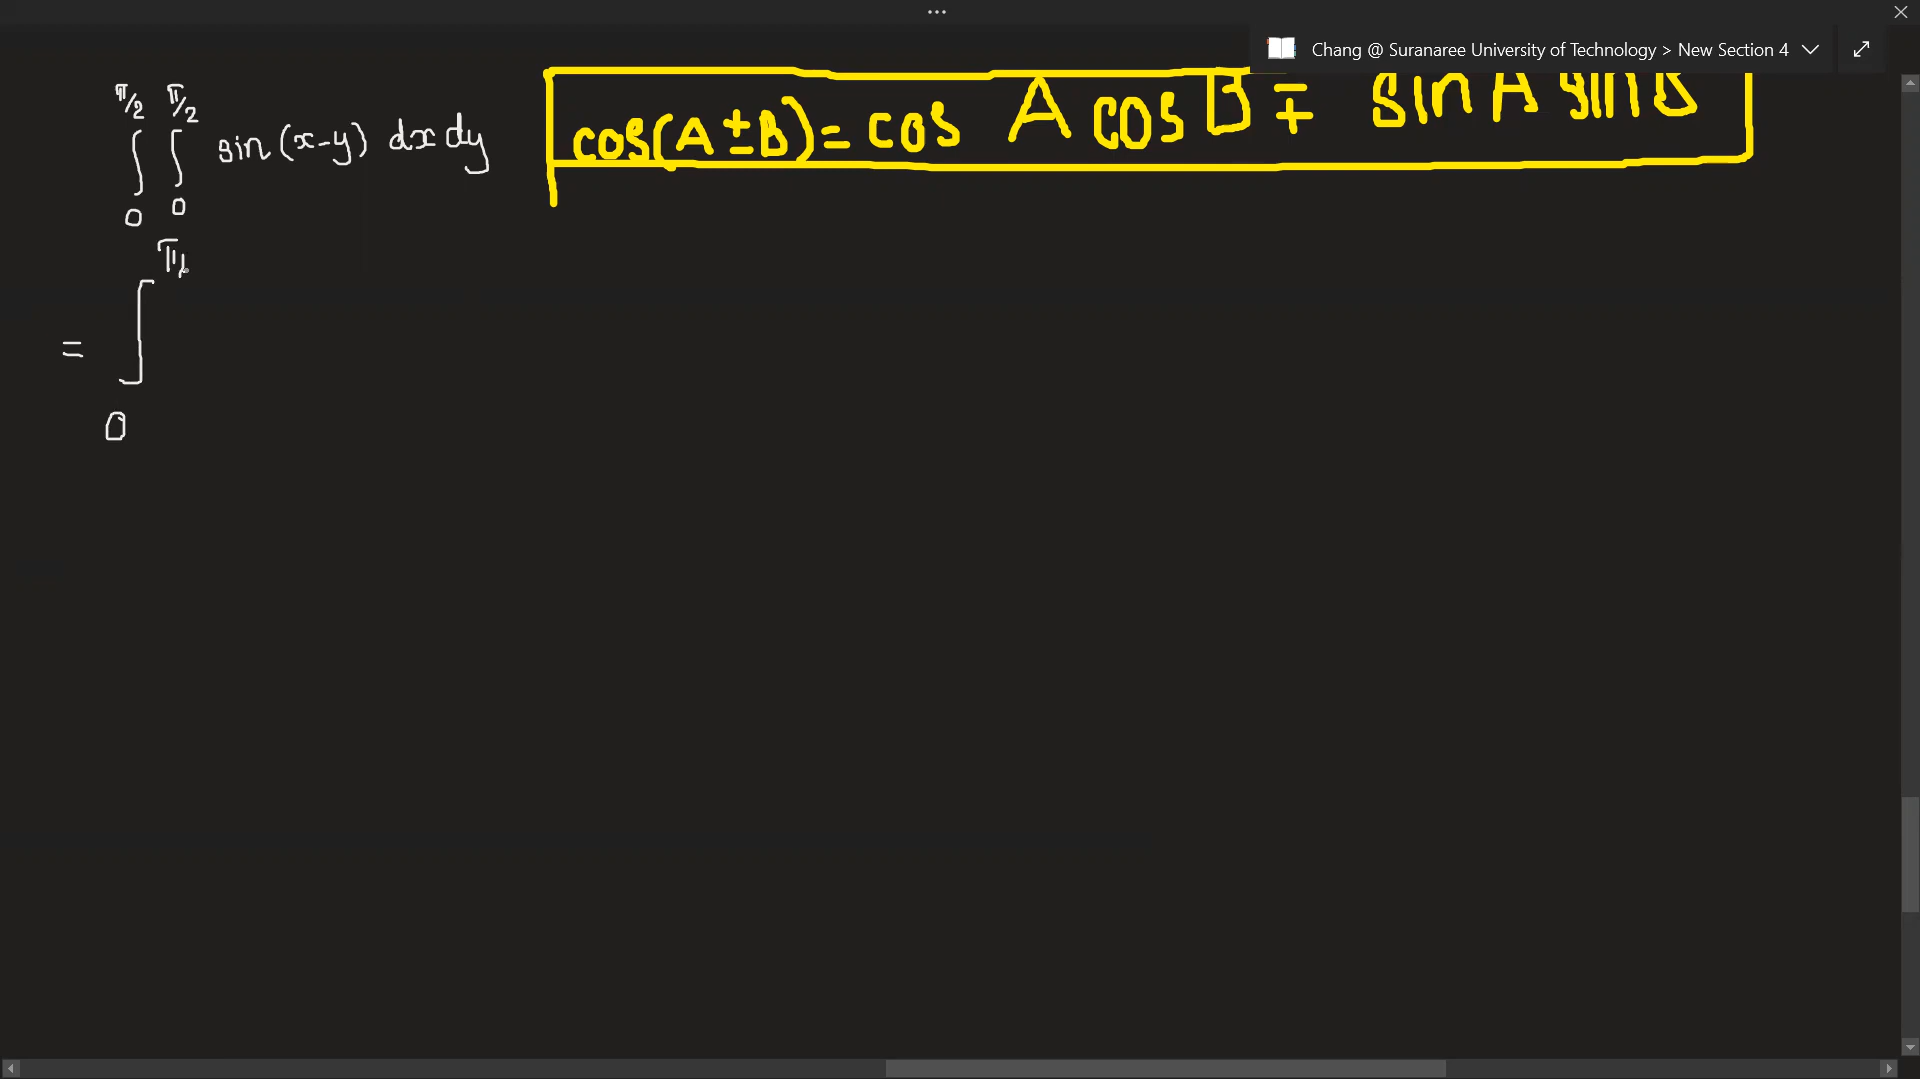 Chang @ Suranaree University of Technology > New Section 4
π/2 π/2
∫ ∫ sin(x-y) dx dy
0 0
cos(A±B)= cos A cos B ∓ sin A sin B
π/
= ∫
0